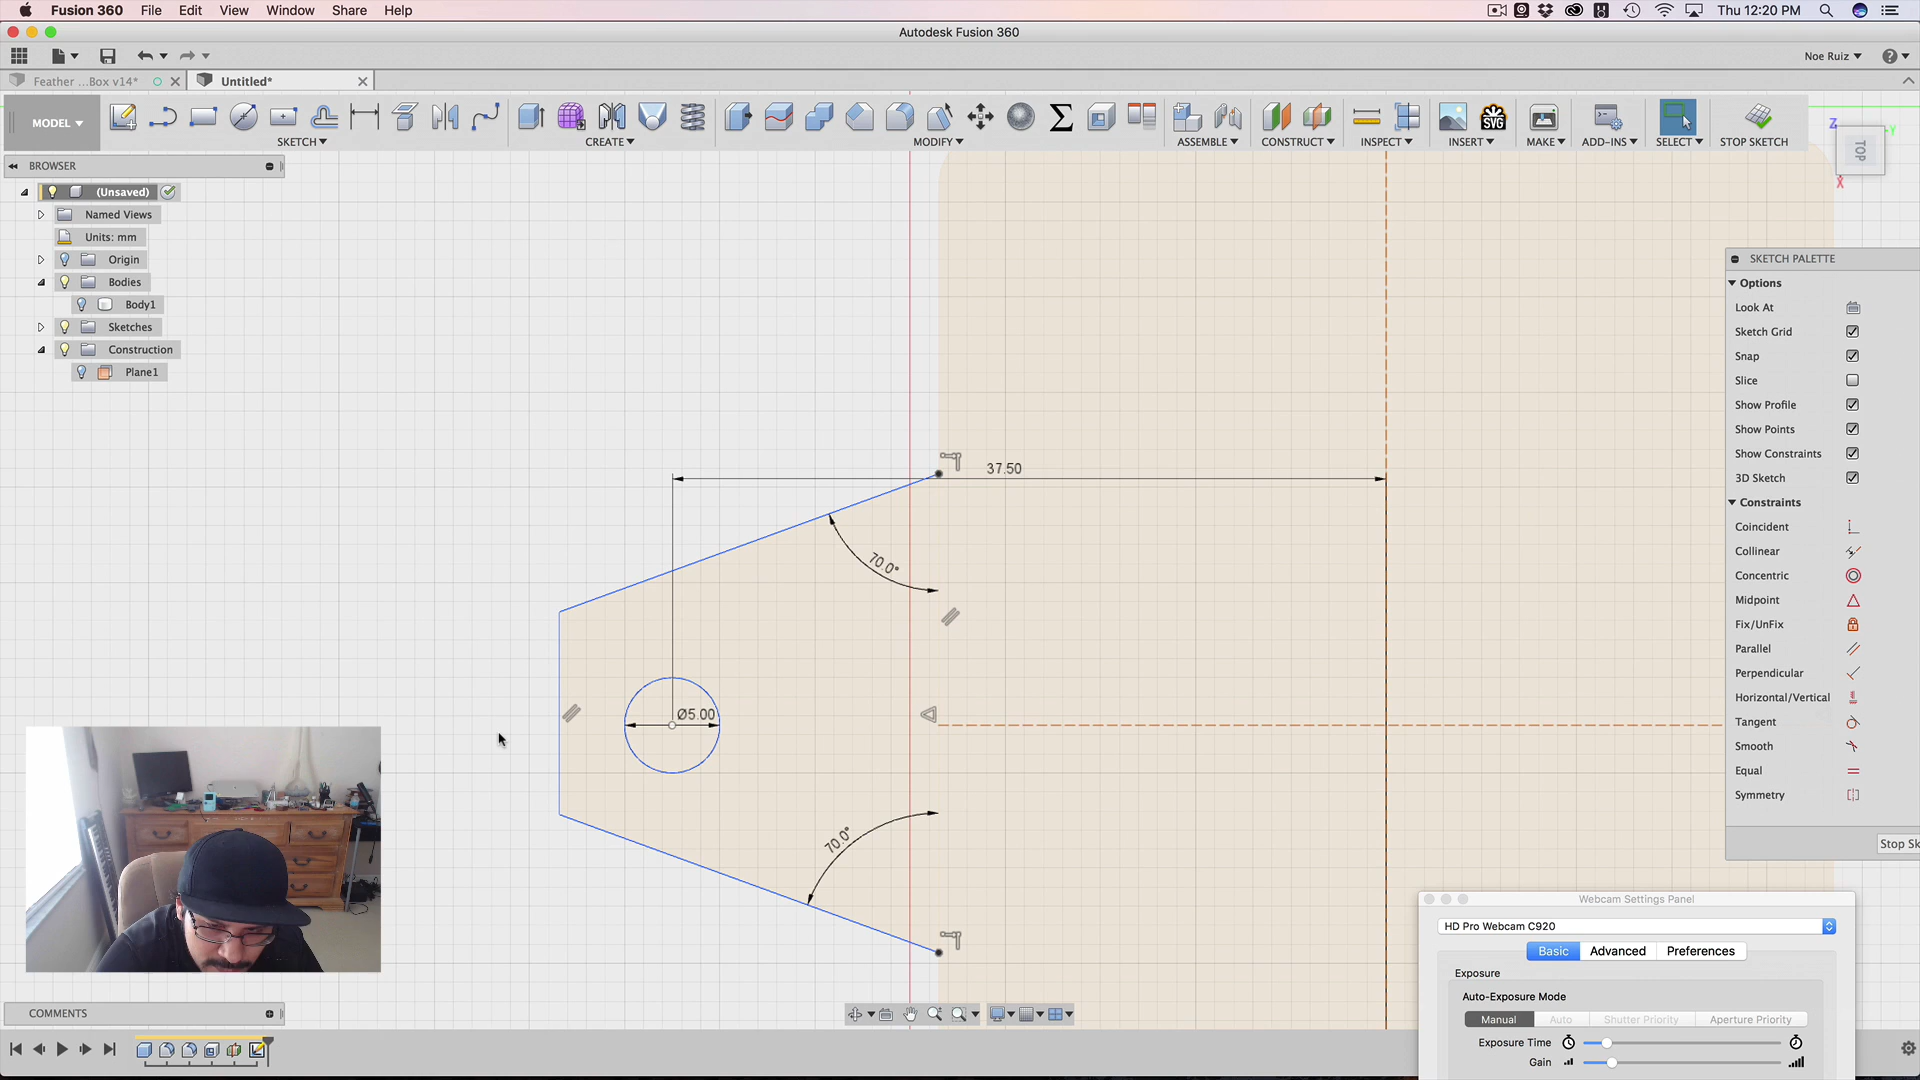 Fusion 360 File Edit View Window Share Help
Thu 12:20 PM
Autodesk Fusion 360
Noe Ruiz
Feather ...Box v14*
Untitled*
MODEL
SKETCH
CREATE
MODIFY
ASSEMBLE
CONSTRUCT
INSPECT
INSERT
SVG
MAKE
ADD-INS
SELECT
STOP SKETCH
Z
Y
X
TOP
BROWSER
(Unsaved)
Named Views
Units: mm
Origin
Bodies
Body1
Sketches
Construction
Plane1
37.50
70.0°
Ø5.00
70.0°
SKETCH PALETTE
Options
Look At
Sketch Grid
Snap
Slice
Show Profile
Show Points
Show Constraints
3D Sketch
Constraints
Coincident
Collinear
Concentric
Midpoint
Fix/UnFix
Parallel
Perpendicular
Horizontal/Vertical
Tangent
Smooth
Equal
Symmetry
Stop Sk
Webcam Settings Panel
HD Pro Webcam C920
Basic Advanced Preferences
Exposure
Auto-Exposure Mode
Manual Auto Shutter Priority Aperture Priority
Exposure Time
Gain
COMMENTS